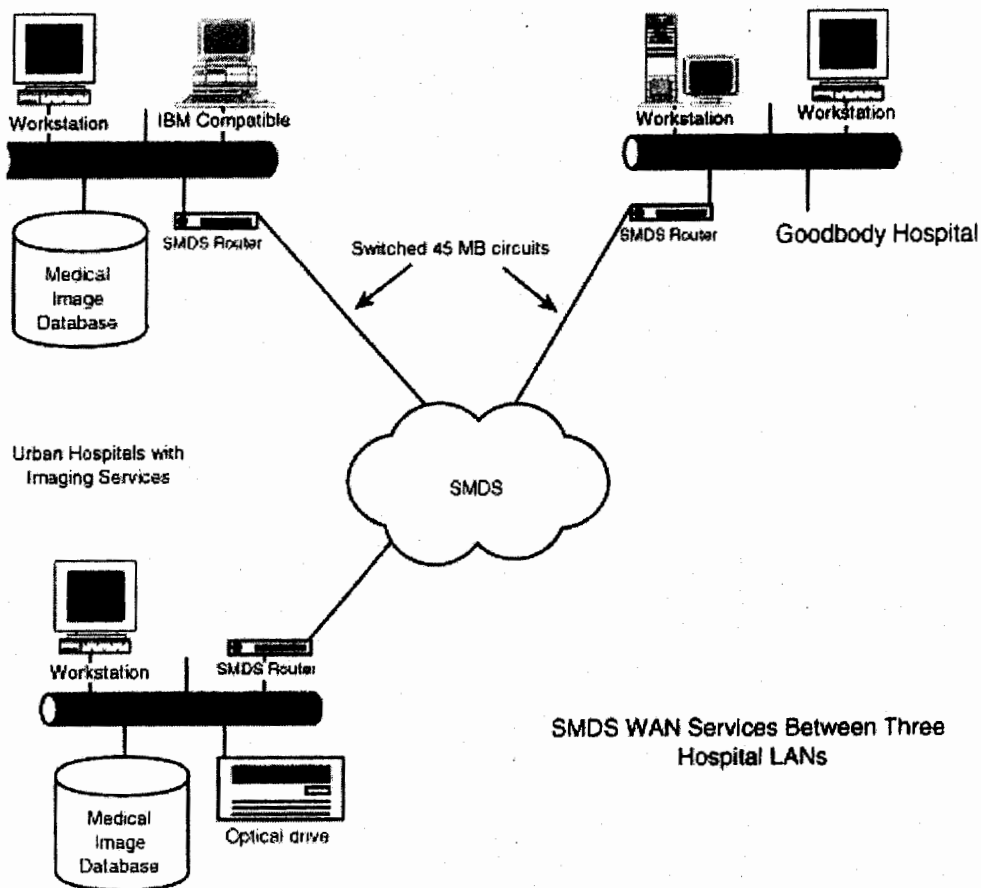 Workstation
IBM Compatible
Workstation
Workstation
SMDS Router
SMDS Router
Goodbody Hospital
Switched 45 MB circuits
Medical
Image
Database
Urban Hospitals with
Imaging Services
SMDS
Workstation
SMDS Router
SMDS WAN Services Between Three
Hospital LANs
Medical
Image
Database
Optical drive